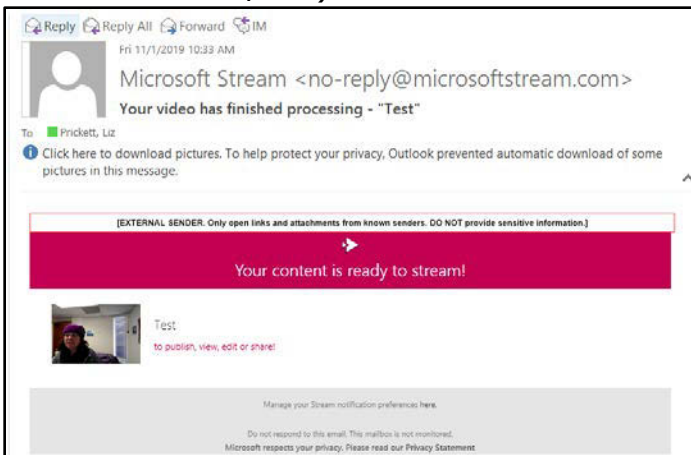 Reply Reply All Forward IM
Fri 11/1/2019 10:33 AM
Microsoft Stream <no-reply@microsoftstream.com>
Your video has finished processing - "Test"
To Prickett, Liz
Click here to download pictures. To help protect your privacy, Outlook prevented automatic download of some
pictures in this message.
[EXTERNAL SENDER. Only open links and attachments from known senders. DO NOT provide sensitive information.]
Your content is ready to stream!
Test
to publish, view, edit or share!
Manage your Stream notification preferences here.
Do not respond to this email. This mailbox is not monitored.
Microsoft respects your privacy. Please read our Privacy Statement